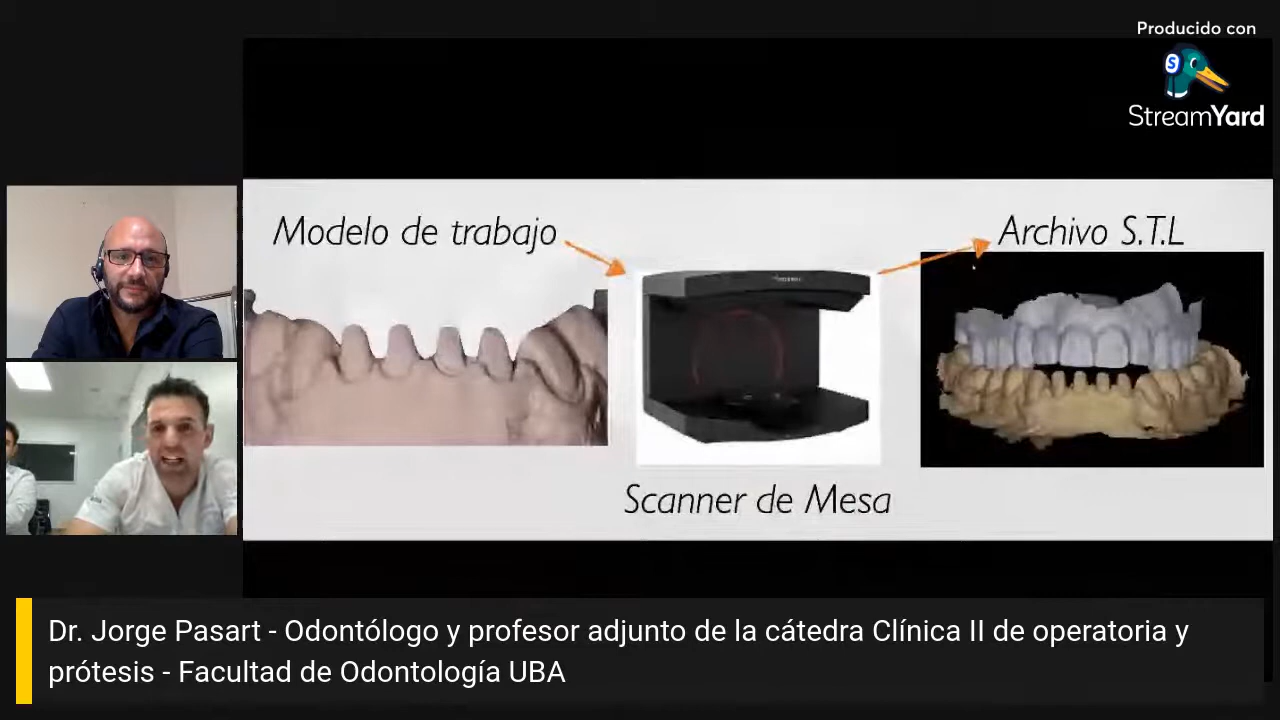 Producido con
StreamYard
Modelo de trabajo
Archivo S.T.L
Scanner de Mesa
Dr. Jorge Pasart - Odontólogo y profesor adjunto de la cátedra Clínica II de operatoria y
prótesis - Facultad de Odontología UBA